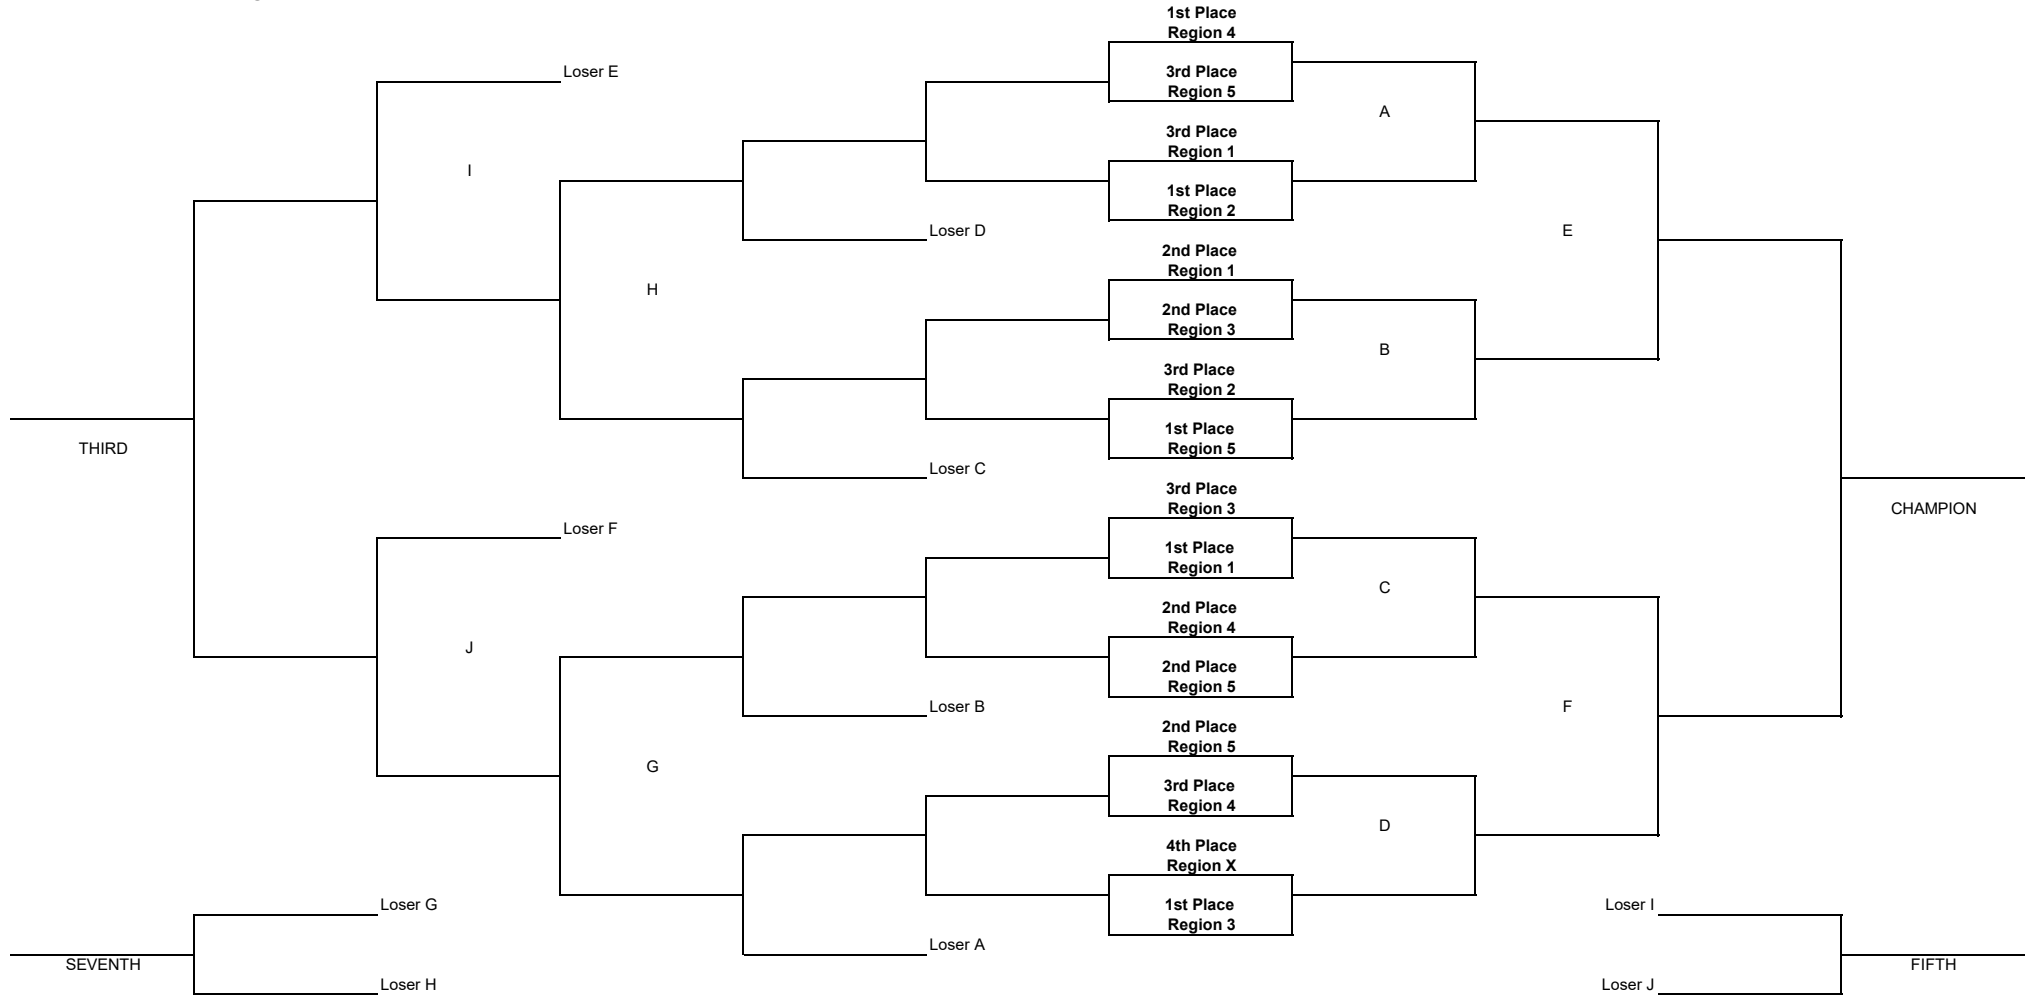 1st Place
Region 4
Loser E
3rd Place
Region 5
A
3rd Place
Region 1
I
1st Place
Region 2
Loser D
E
2nd Place
Region 1
H
2nd Place
Region 3
B
3rd Place
Region 2
1st Place
Region 5
THIRD
Loser C
3rd Place
Region 3
CHAMPION
Loser F
1st Place
Region 1
C
2nd Place
Region 4
J
2nd Place
Region 5
Loser B
F
2nd Place
Region 5
G
3rd Place
Region 4
D
4th Place
Region X
Loser G
1st Place
Region 3
Loser I
Loser A
SEVENTH
FIFTH
Loser H
Loser J